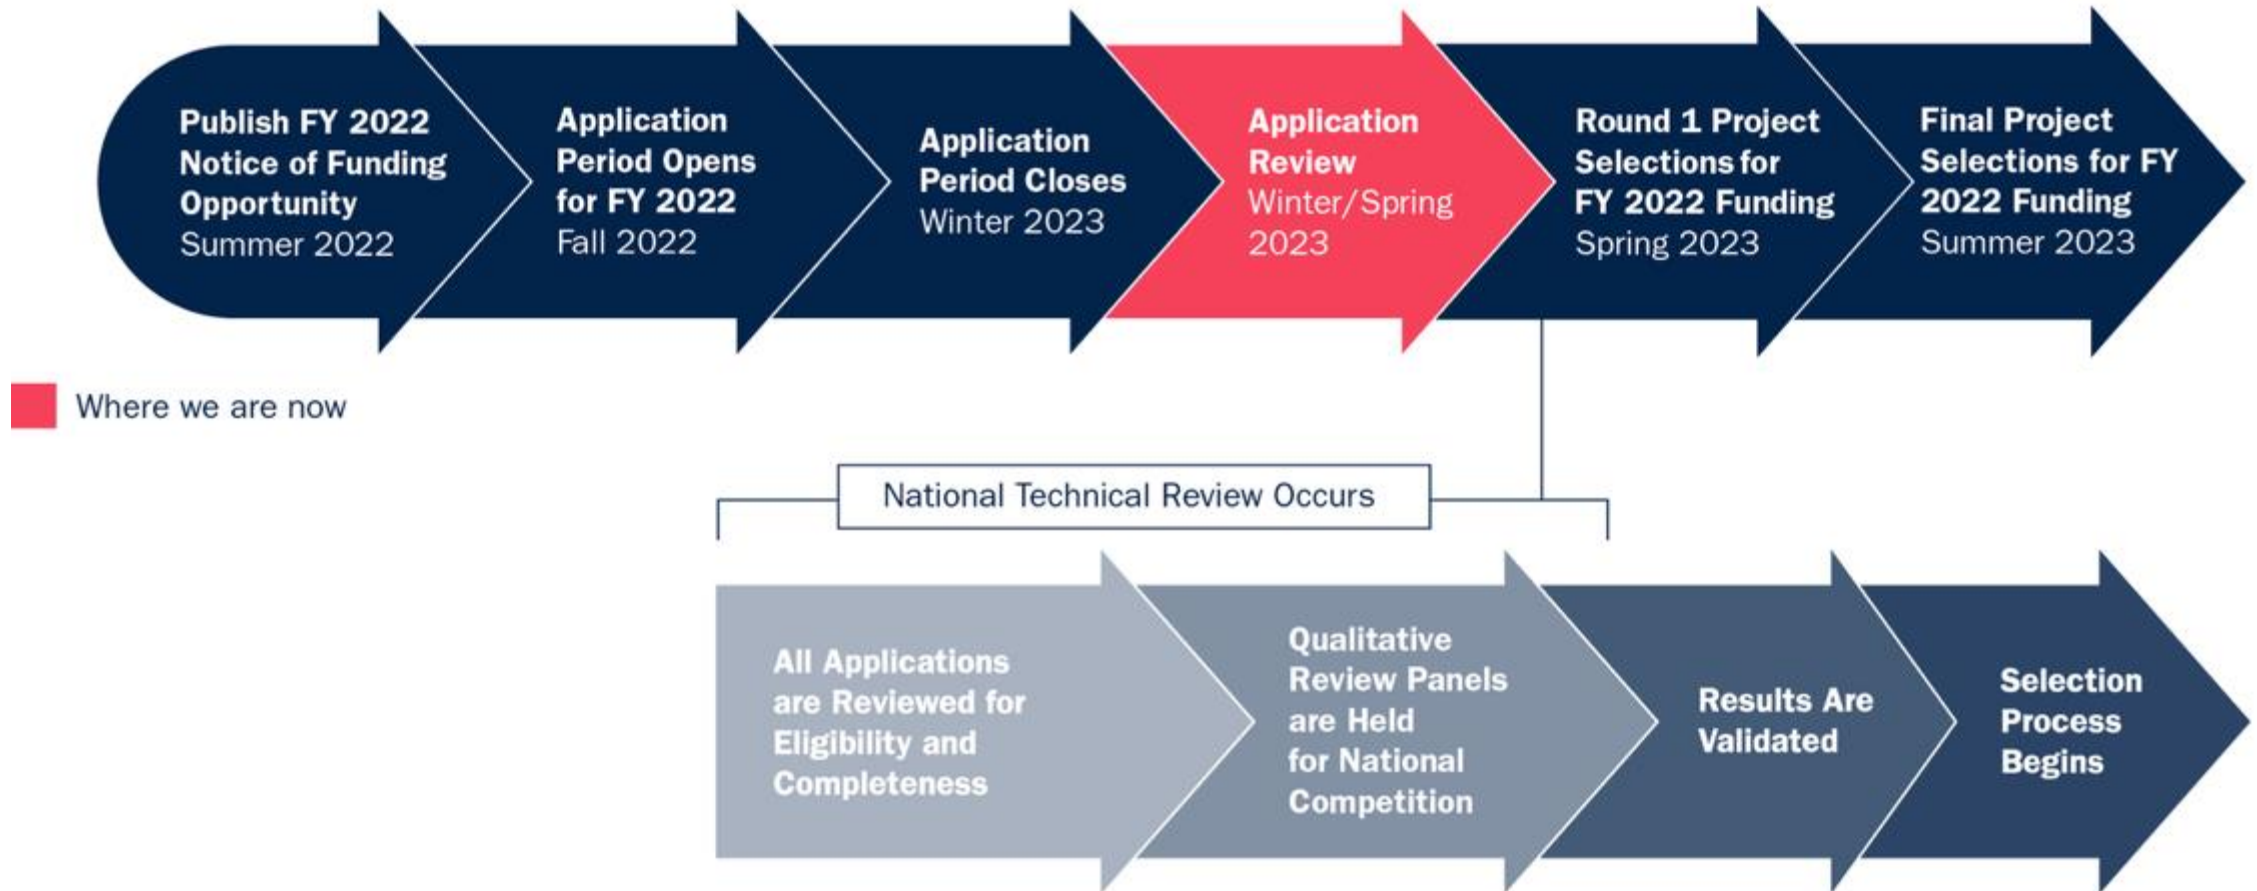 Publish FY 2022
Notice of Funding
Opportunity
Summer 2022
Application
Period Opens
for FY 2022
Fall 2022
Application
Period Closes
Winter 2023
Application
Review
Winter/Spring
2023
Round 1 Project
Selections for
FY 2022 Funding
Spring 2023
Final Project
Selections for FY
2022 Funding
Summer 2023
Where we are now
National Technical Review Occurs
All Applications
are Reviewed for
Eligibility and
Completeness
Qualitative
Review Panels
are Held
for National
Competition
Results Are
Validated
Selection
Process
Begins